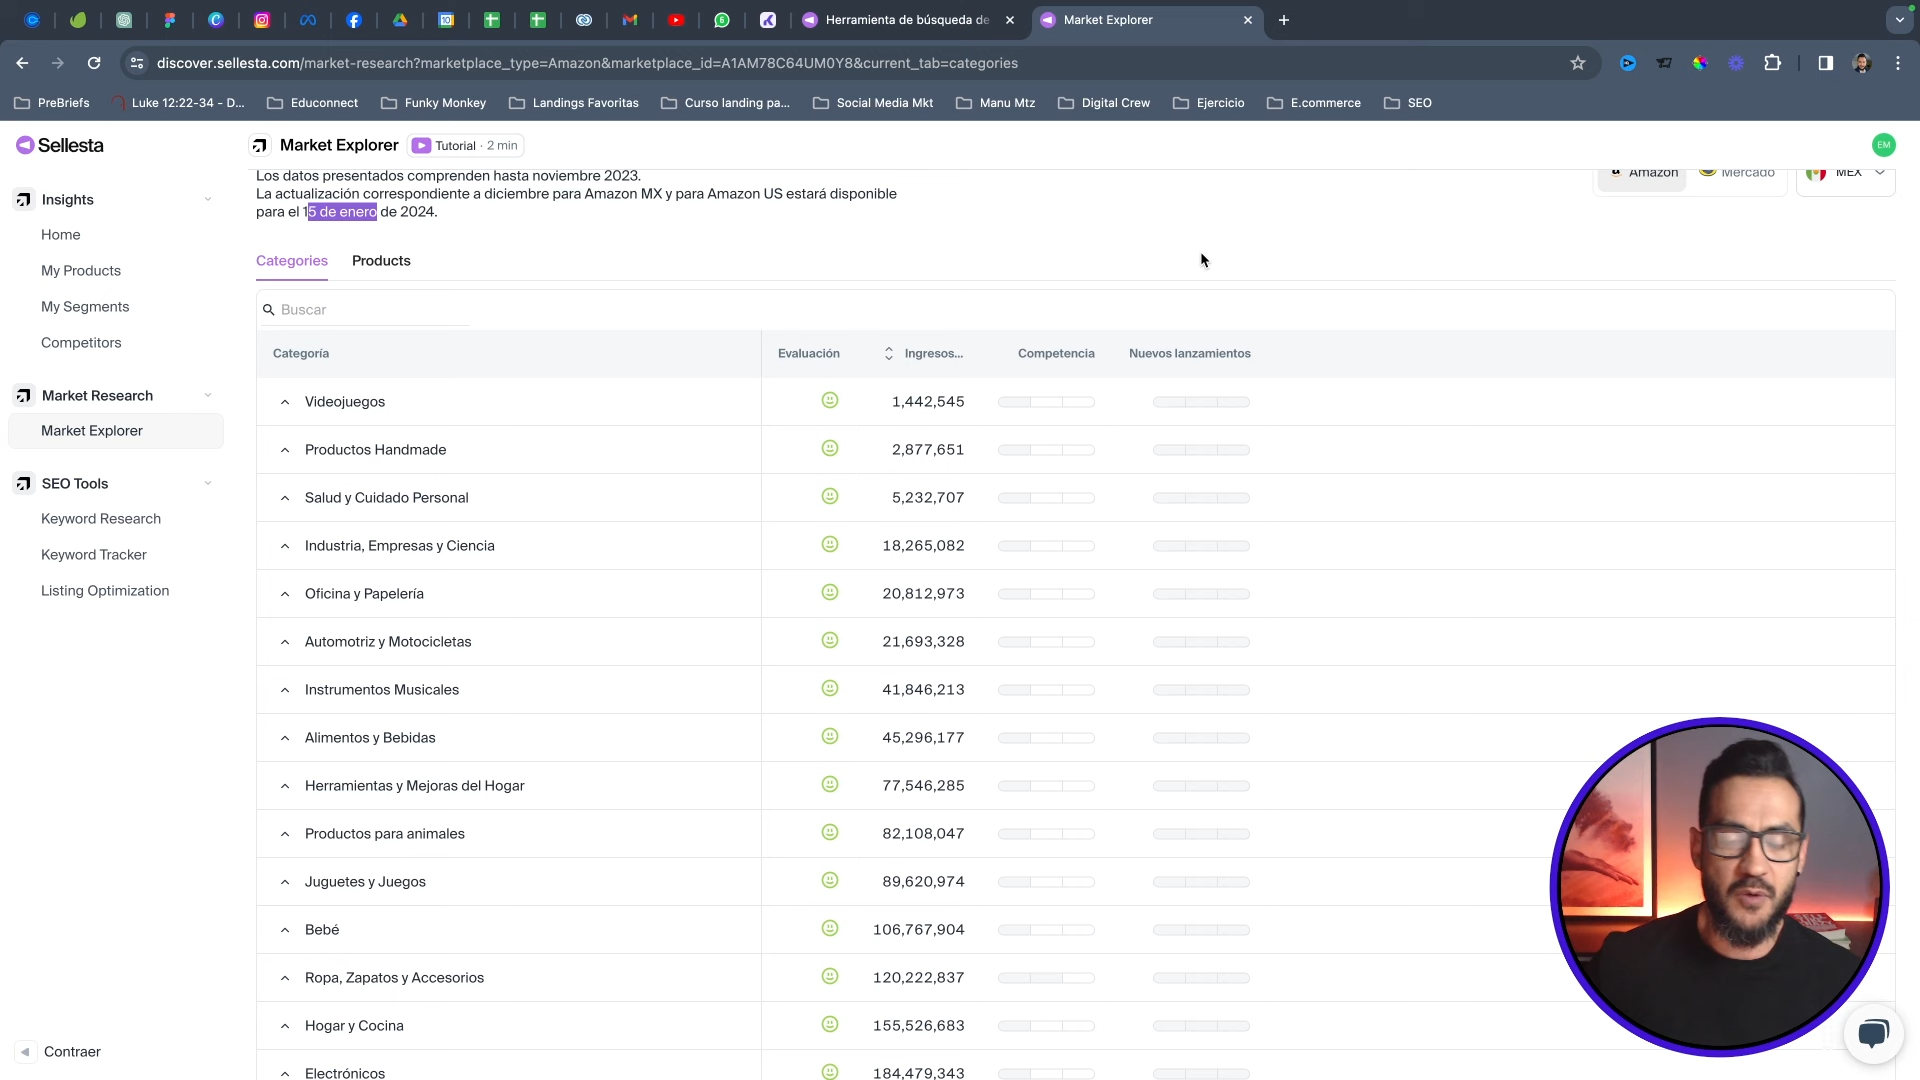 Herramienta de búsqueda de
Market Explorer
discover.sellesta.com/market-research?marketplace_type=Amazon&marketplace_id=A1AM78C64UM0Y8&current_tab=categories
PreBriefs
Luke 12:22-34 - D...
Educonnect
Funky Monkey
Landings Favoritas
Curso landing pa...
Social Media Mkt
Manu Mtz
Digital Crew
Ejercicio
E.commerce
SEO
Sellesta
Market Explorer
Tutorial · 2 min
EM
Los datos presentados comprenden hasta noviembre 2023.
La actualización correspondiente a diciembre para Amazon MX y para Amazon US estará disponible
para el 15 de enero de 2024.
Amazon
Mercado
MEX
Insights
Home
My Products
My Segments
Competitors
Market Research
Market Explorer
SEO Tools
Keyword Research
Keyword Tracker
Listing Optimization
Contraer
Categories
Products
Buscar
Categoría Evaluación Ingresos... Competencia Nuevos lanzamientos
Videojuegos 1,442,545
Productos Handmade 2,877,651
Salud y Cuidado Personal 5,232,707
Industria, Empresas y Ciencia 18,265,082
Oficina y Papelería 20,812,973
Automotriz y Motocicletas 21,693,328
Instrumentos Musicales 41,846,213
Alimentos y Bebidas 45,296,177
Herramientas y Mejoras del Hogar 77,546,285
Productos para animales 82,108,047
Juguetes y Juegos 89,620,974
Bebé 106,767,904
Ropa, Zapatos y Accesorios 120,222,837
Hogar y Cocina 155,526,683
Electrónicos 184,479,343